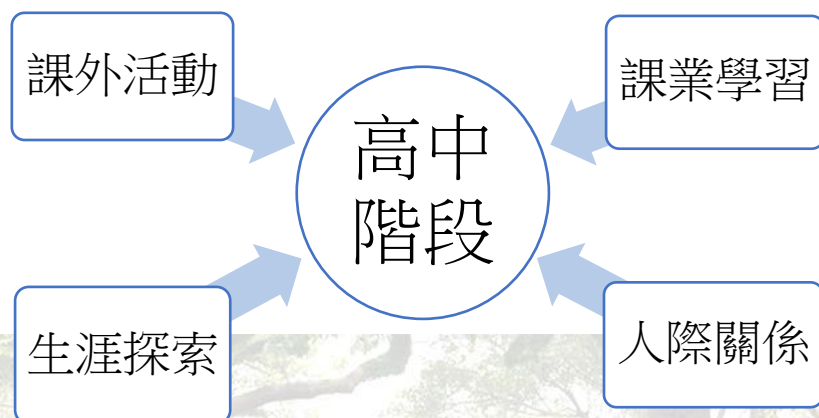 課外活動
課業學習
高中
階段
生涯探索
人際關係